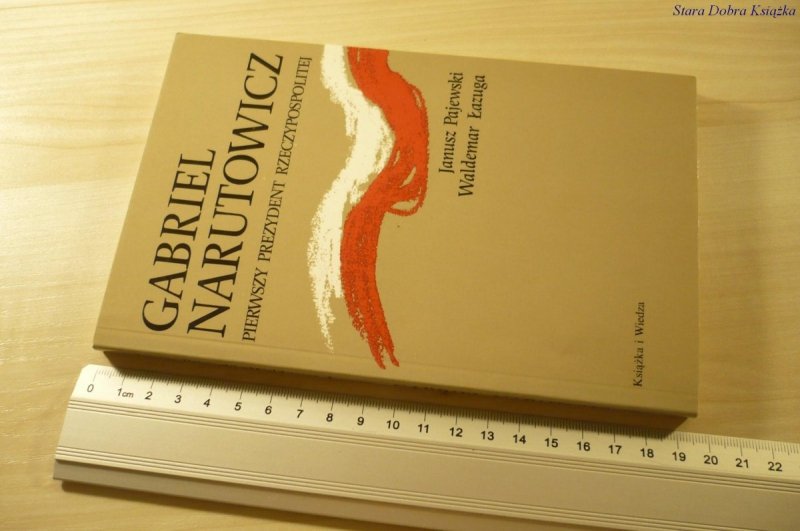 Stara Dobra Książka
GABRIEL
NARUTOWICZ
PIERWSZY PREZYDENT RZECZYPOSPOLITEJ
Janusz Pajewski
Waldemar Łazuga
Książka i Wiedza
0 1cm 2 3 4 5 6 7 8 9 10 11 12 13 14 15 16 17 18 19 20 21 22